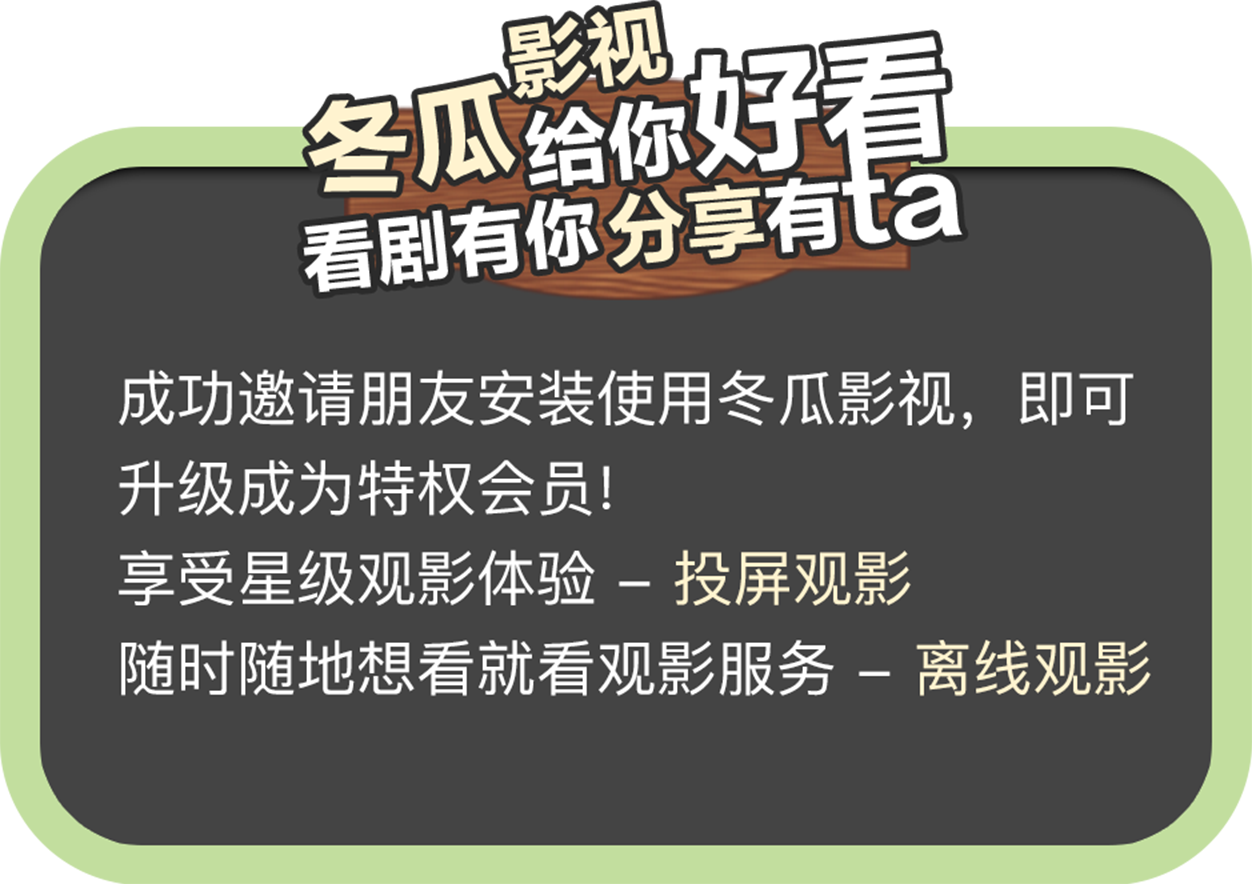 冬瓜影视给你好看
看剧有你分享有ta
成功邀请朋友安装使用冬瓜影视，即可
升级成为特权会员!
享受星级观影体验 – 投屏观影
随时随地想看就看观影服务 – 离线观影